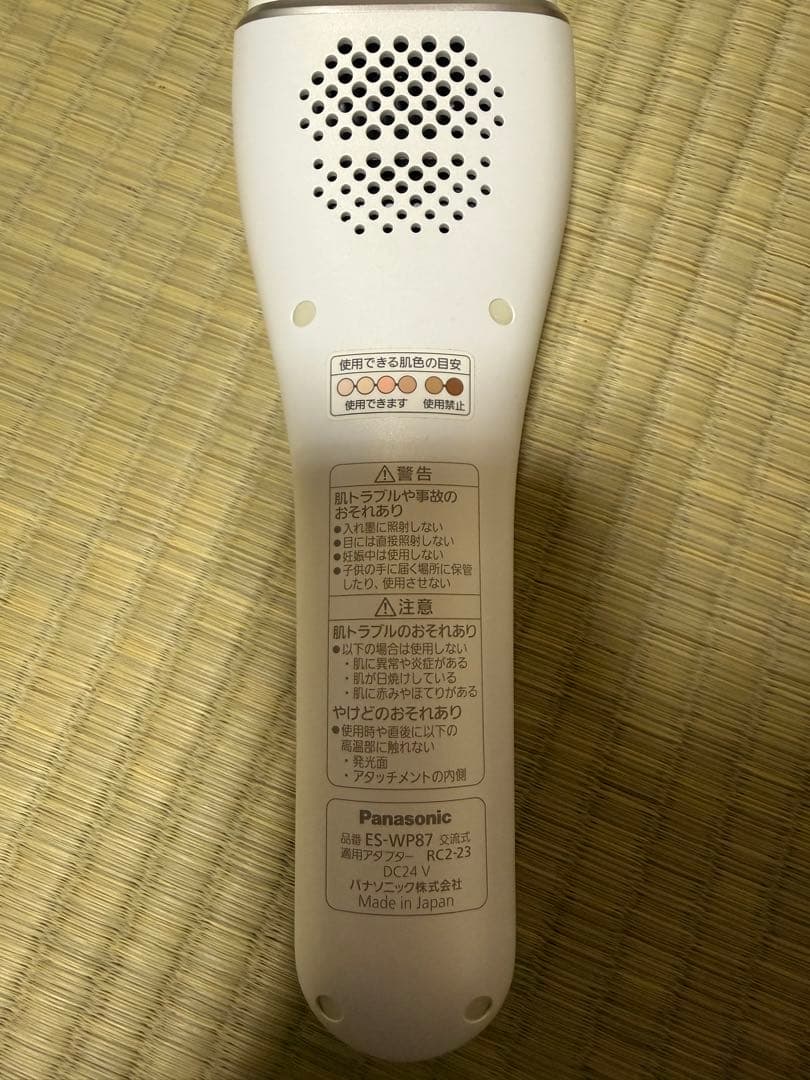 使用できる肌色の目安
使用できます 使用禁止
⚠警告
肌トラブルや事故の
おそれあり
●入れ墨に照射しない
●目には直接照射しない
●妊娠中は使用しない
●子供の手に届く場所に保管
したり、使用させない
⚠注意
肌トラブルのおそれあり
●以下の場合は使用しない
・肌に異常や炎症がある
・肌が日焼けしている
・肌に赤みやほてりがある
やけどのおそれあり
●使用時や直後に以下の
高温部に触れない
・発光面
・アタッチメントの内側
Panasonic
品番 ES-WP87 交流式
適用アダプター RC2-23
DC24 V
パナソニック株式会社
Made in Japan